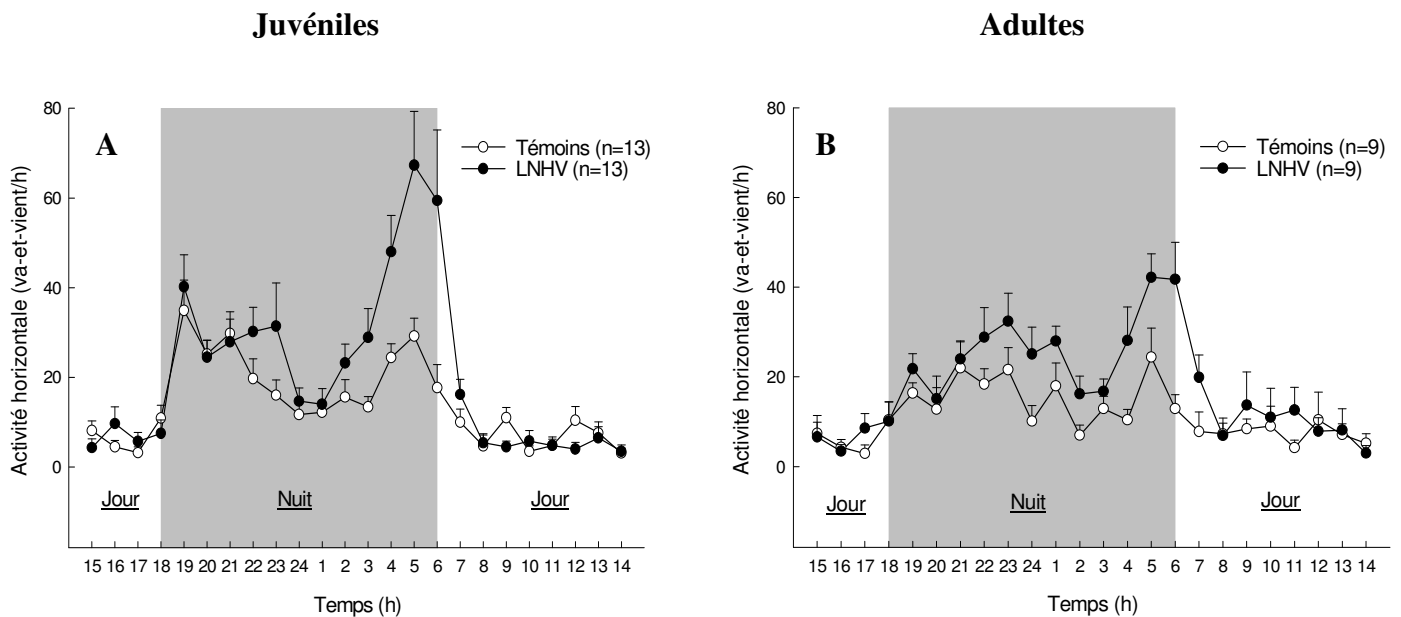 Juvéniles
A
Témoins (n=13)
LNHV (n=13)
Activité horizontale (va-et-vient/h)
80
60
40
20
0
Jour
Nuit
Jour
15 16 17 18 19 20 21 22 23 24 1 2 3 4 5 6 7 8 9 10 11 12 13 14
Temps (h)
Adultes
B
Témoins (n=9)
LNHV (n=9)
Activité horizontale (va-et-vient/h)
80
60
40
20
0
Jour
Nuit
Jour
15 16 17 18 19 20 21 22 23 24 1 2 3 4 5 6 7 8 9 10 11 12 13 14
Temps (h)